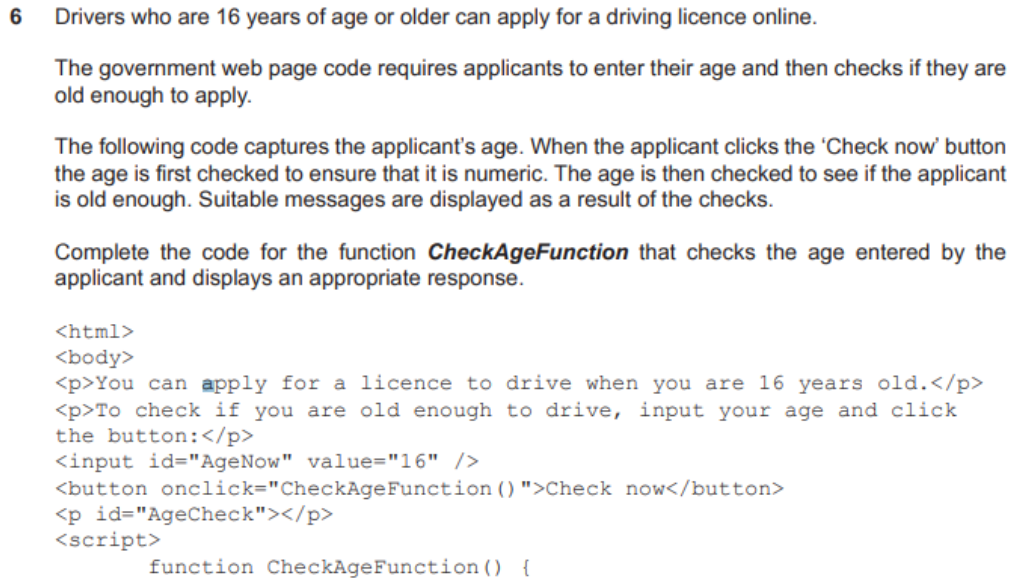 6 Drivers who are 16 years of age or older can apply for a driving licence online.
The government web page code requires applicants to enter their age and then checks if they are
old enough to apply.
The following code captures the applicant's age. When the applicant clicks the 'Check now' button
the age is first checked to ensure that it is numeric. The age is then checked to see if the applicant
is old enough. Suitable messages are displayed as a result of the checks.
Complete the code for the function CheckAgeFunction that checks the age entered by the
applicant and displays an appropriate response.
<html>
<body>
<p>You can apply for a licence to drive when you are 16 years old.</p>
<p>To check if you are old enough to drive, input your age and click
the button:</p>
<input id="AgeNow" value="16" />
<button onclick="CheckAgeFunction()">Check now</button>
<p id="AgeCheck"></p>
<script>
function CheckAgeFunction() {